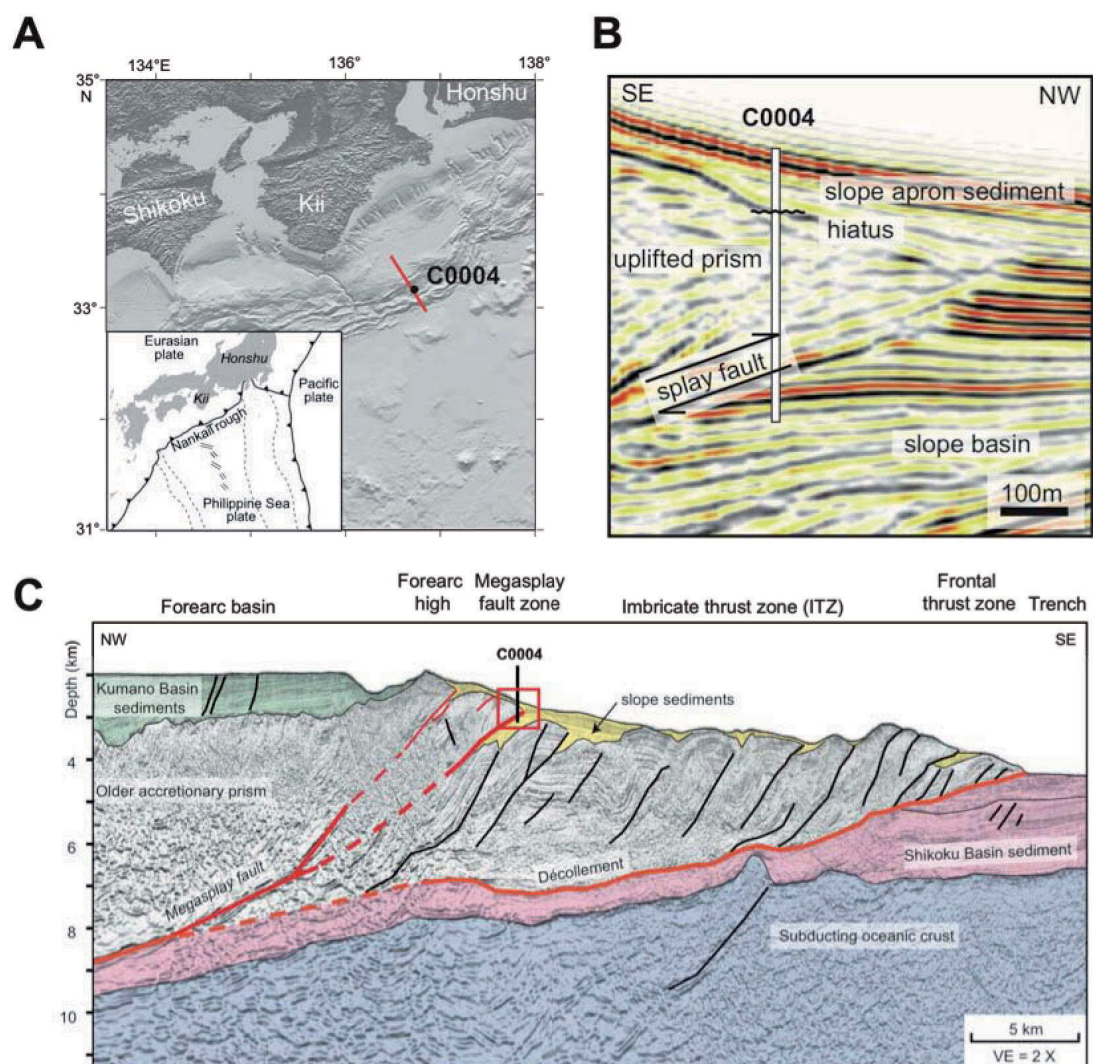 A
134°E
136°
138°
35°
N
33°
31°
Honshu
Shikoku
Kii
C0004
Eurasian
plate
Honshu
Kii
Pacific
plate
Nankai rough
Philippine Sea
plate
B
SE
NW
C0004
slope apron sediment
hiatus
uplifted prism
splay fault
slope basin
100m
C
Forearc basin
Forearc
high
Megasplay
fault zone
Imbricate thrust zone (ITZ)
Frontal
thrust zone
Trench
NW
SE
C0004
Depth (km)
4
6
8
10
Kumano Basin
sediments
slope sediments
Older accretionary prism
Megasplay fault
Décollement
Shikoku Basin sediment
Subducting oceanic crust
5 km
VE = 2 X